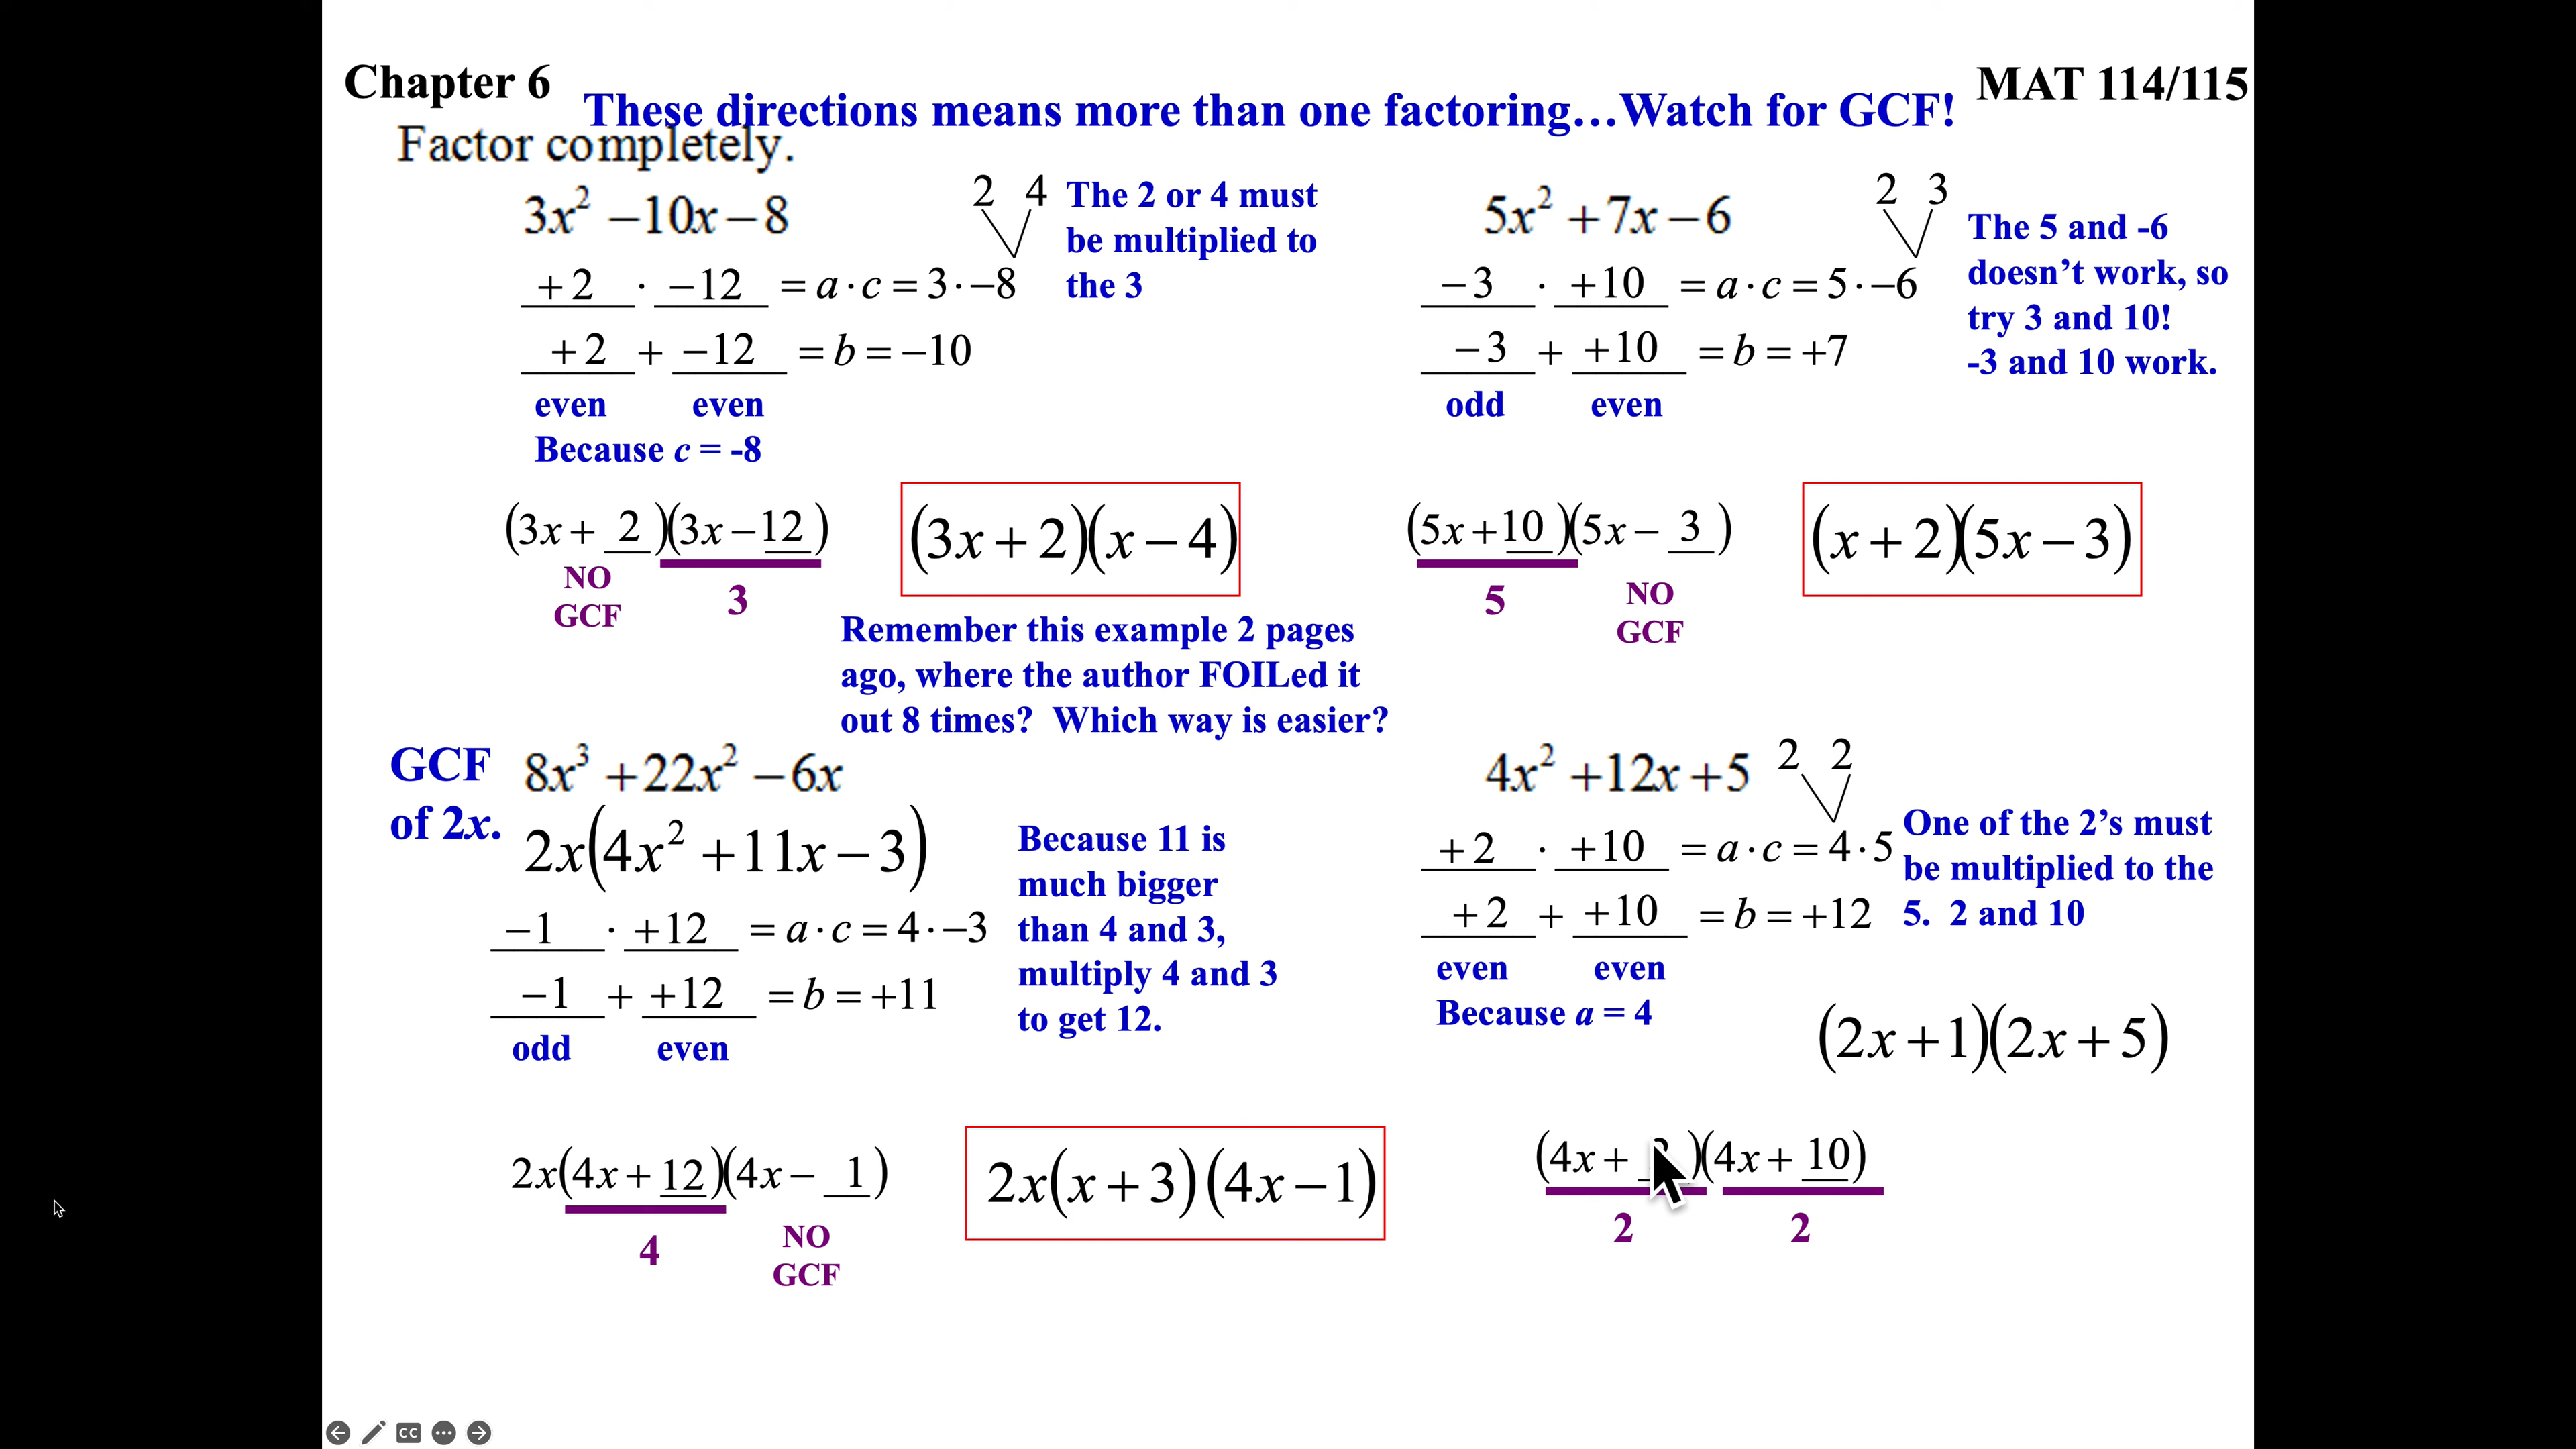 Chapter 6
MAT 114/115
These directions means more than one factoring…Watch for GCF!
Factor completely.
3x² −10x−8
2 4
The 2 or 4 must
be multiplied to
the 3
+2 · −12 = a·c = 3·−8
+2 + −12 = b = −10
even even
Because c = -8
(3x+ 2 )(3x−12)
NO
GCF
3
(3x+2)(x−4)
Remember this example 2 pages
ago, where the author FOILed it
out 8 times? Which way is easier?
5x² +7x−6
2 3
The 5 and -6
doesn't work, so
try 3 and 10!
-3 and 10 work.
−3 · +10 = a·c = 5·−6
−3 + +10 = b = +7
odd even
(5x+10)(5x− 3 )
5
NO
GCF
(x+2)(5x−3)
GCF
of 2x.
8x³ +22x² −6x
2x(4x² +11x−3)
Because 11 is
much bigger
than 4 and 3,
multiply 4 and 3
to get 12.
−1 · +12 = a·c = 4·−3
−1 + +12 = b = +11
odd even
2x(4x+12)(4x− 1 )
4
NO
GCF
2x(x+3)(4x−1)
4x² +12x+5
2 2
One of the 2's must
be multiplied to the
5. 2 and 10
+2 · +10 = a·c = 4·5
+2 + +10 = b = +12
even even
Because a = 4
(2x+1)(2x+5)
(4x+ )(4x+10)
2 2
CC